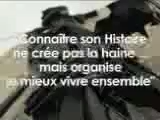 "Connaître son Histoire
ne crée pas la haine ....
mais organise
le mieux vivre ensemble"